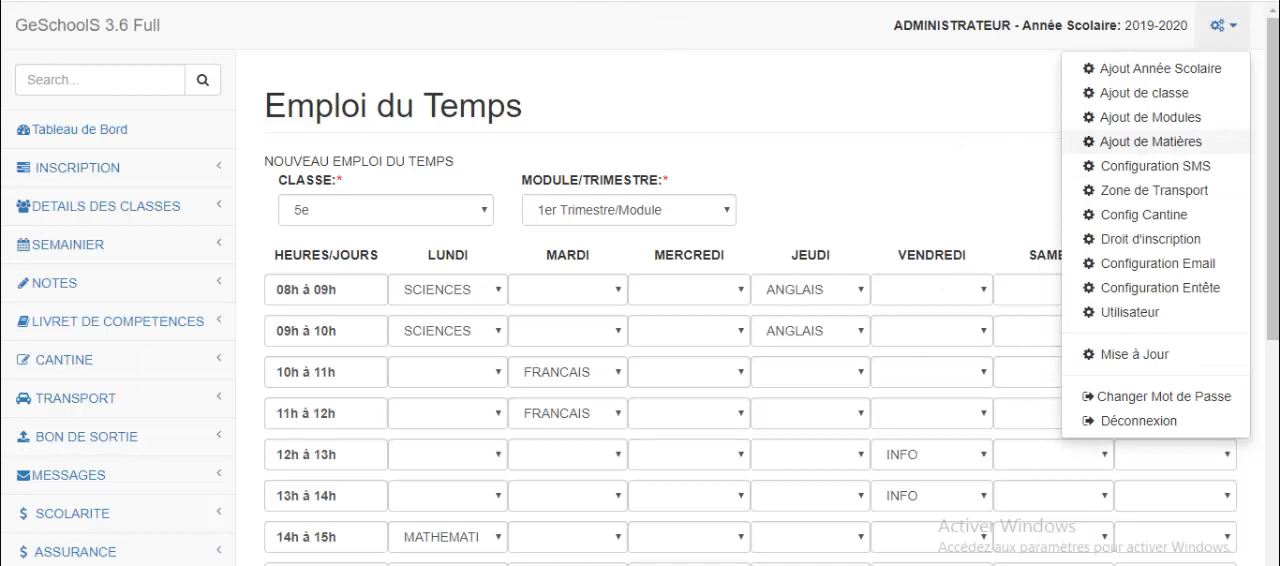 GeSchoolS 3.6 Full
ADMINISTRATEUR - Année Scolaire: 2019-2020
Search...
Tableau de Bord
INSCRIPTION
DETAILS DES CLASSES
SEMAINIER
NOTES
LIVRET DE COMPETENCES
CANTINE
TRANSPORT
BON DE SORTIE
MESSAGES
$ SCOLARITE
$ ASSURANCE
Emploi du Temps
NOUVEAU EMPLOI DU TEMPS
CLASSE:* MODULE/TRIMESTRE:*
5e 1er Trimestre/Module
HEURES/JOURS LUNDI MARDI MERCREDI JEUDI VENDREDI SAME
08h à 09h SCIENCES ANGLAIS
09h à 10h SCIENCES ANGLAIS
10h à 11h FRANCAIS
11h à 12h FRANCAIS
12h à 13h INFO
13h à 14h INFO
14h à 15h MATHEMATI
Ajout Année Scolaire
Ajout de classe
Ajout de Modules
Ajout de Matières
Configuration SMS
Zone de Transport
Config Cantine
Droit d'inscription
Configuration Email
Configuration Entête
Utilisateur
Mise à Jour
Changer Mot de Passe
Déconnexion
Activer Windows
Accédez aux paramètres pour activer Windows.